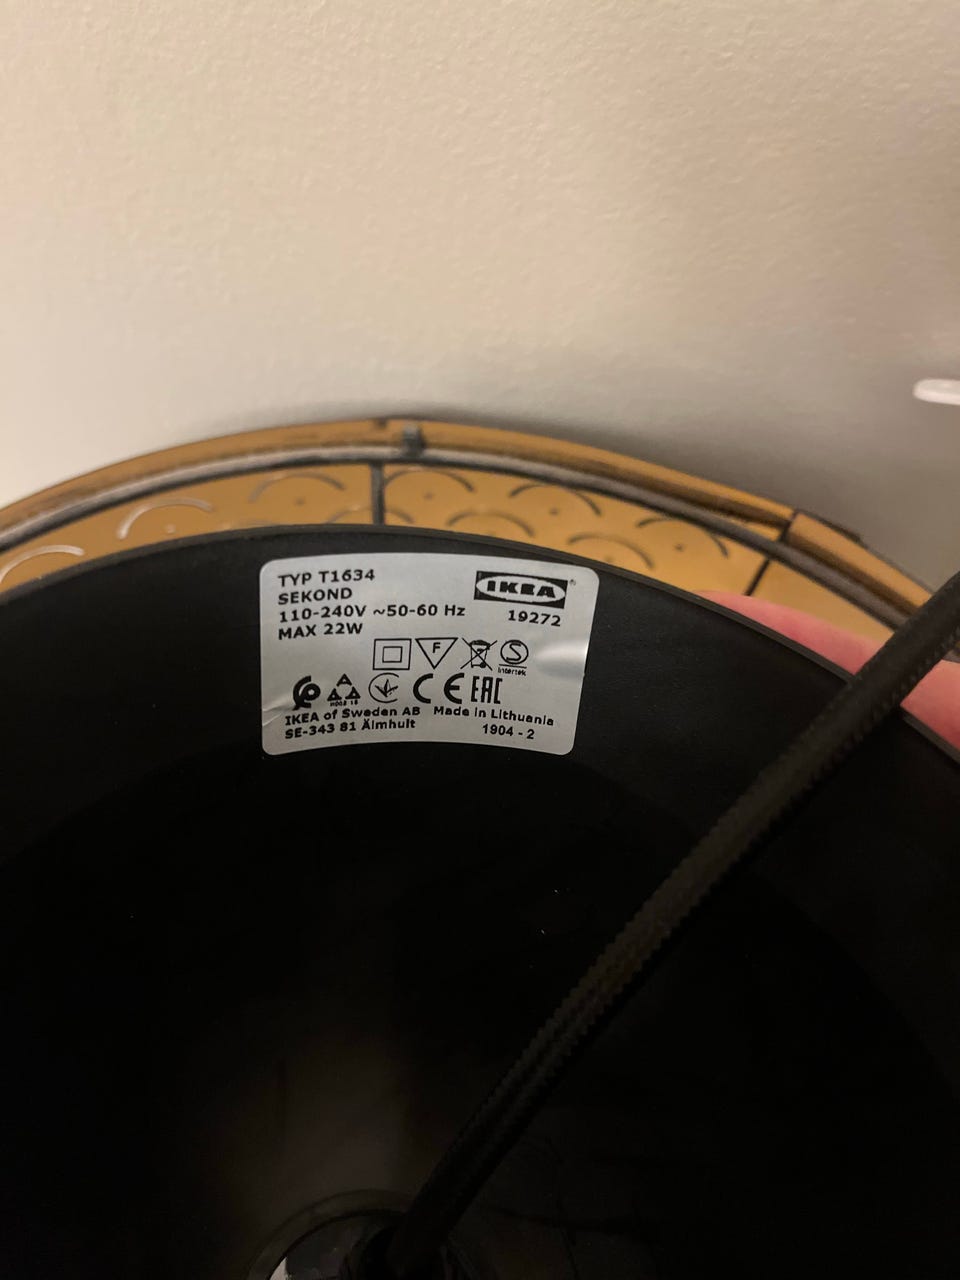 TYP T1634
SEKOND
110-240V ~50-60 Hz
MAX 22W
IKEA ®
19272
F
S
Intertek
CE EAC
IKEA of Sweden AB Made in Lithuania
SE-343 81 Älmhult 1904 - 2